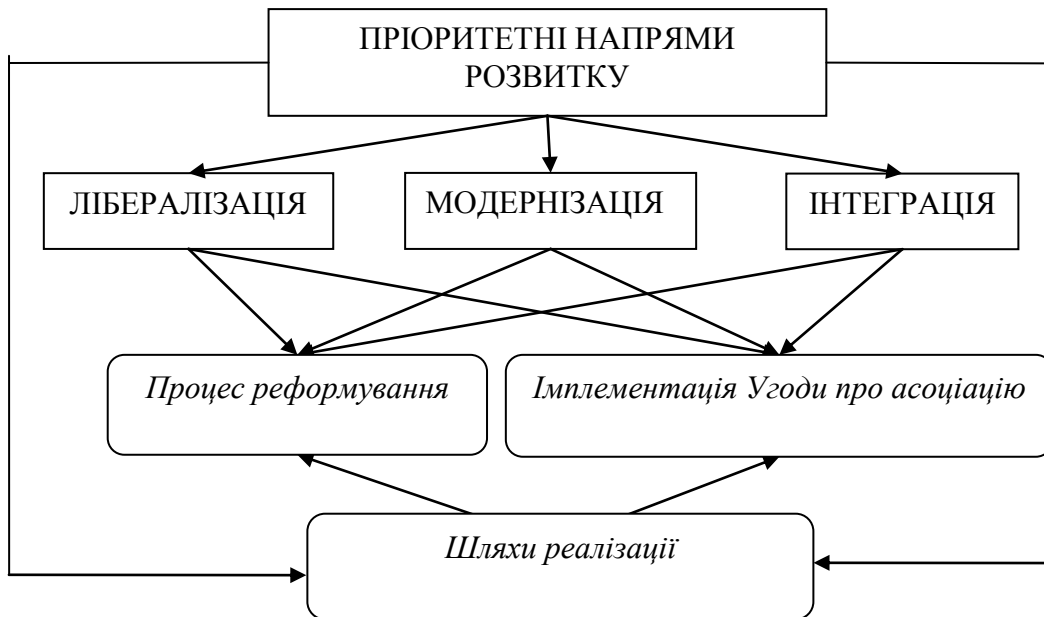 ПРІОРИТЕТНІ НАПРЯМИ
РОЗВИТКУ
ЛІБЕРАЛІЗАЦІЯ
МОДЕРНІЗАЦІЯ
ІНТЕГРАЦІЯ
Процес реформування
Імплементація Угоди про асоціацію
Шляхи реалізації